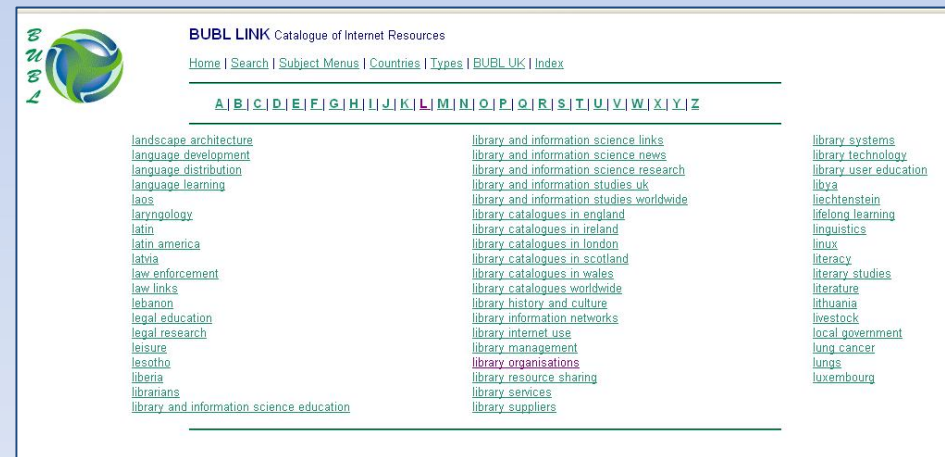 B
U
B
L
BUBL LINK Catalogue of Internet Resources
Home | Search | Subject Menus | Countries | Types | BUBL UK | Index
A | B | C | D | E | F | G | H | I | J | K | L | M | N | O | P | Q | R | S | T | U | V | W | X | Y | Z
landscape architecture
language development
language distribution
language learning
laos
laryngology
latin
latin america
latvia
law enforcement
law links
lebanon
legal education
legal research
leisure
lesotho
liberia
librarians
library and information science education
library and information science links
library and information science news
library and information science research
library and information studies uk
library and information studies worldwide
library catalogues in england
library catalogues in ireland
library catalogues in london
library catalogues in scotland
library catalogues in wales
library catalogues worldwide
library history and culture
library information networks
library internet use
library management
library organisations
library resource sharing
library services
library suppliers
library systems
library technology
library user education
libya
liechtenstein
lifelong learning
linguistics
linux
literacy
literary studies
literature
lithuania
livestock
local government
lung cancer
lungs
luxembourg